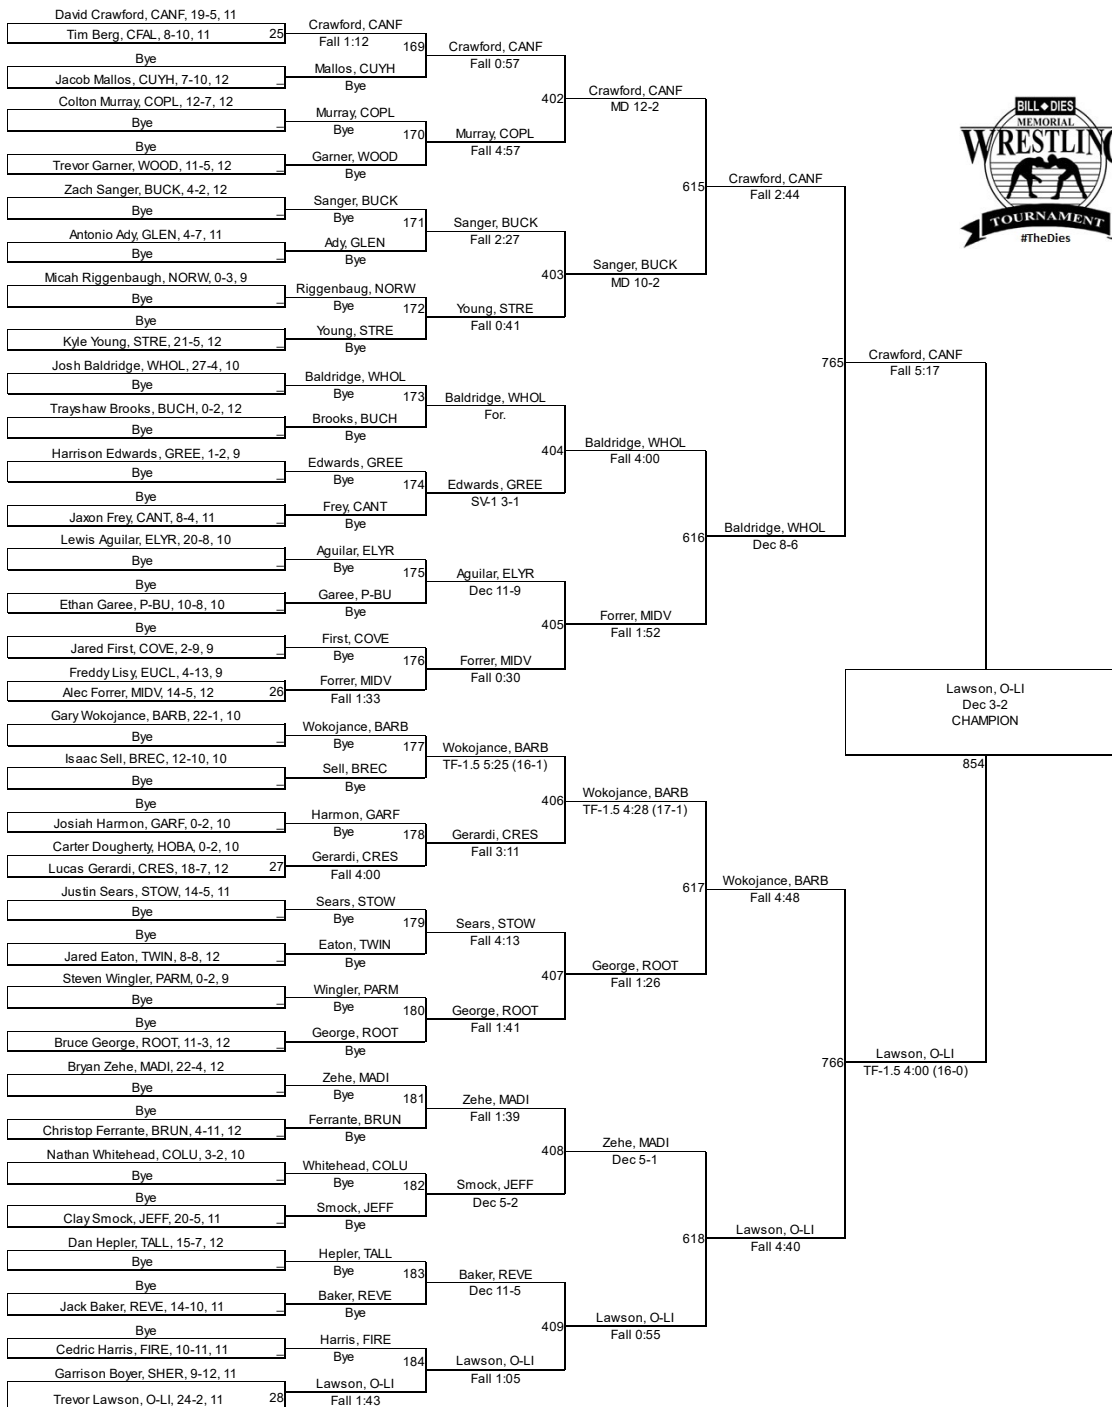 David Crawford, CANF, 19-5, 11
Tim Berg, CFAL, 8-10, 11
25
Bye
Jacob Mallos, CUYH, 7-10, 12
Colton Murray, COPL, 12-7, 12
Bye
Bye
Trevor Garner, WOOD, 11-5, 12
Zach Sanger, BUCK, 4-2, 12
Bye
Antonio Ady, GLEN, 4-7, 11
Bye
Micah Riggenbaugh, NORW, 0-3, 9
Bye
Bye
Kyle Young, STRE, 21-5, 12
Josh Baldridge, WHOL, 27-4, 10
Bye
Trayshaw Brooks, BUCH, 0-2, 12
Bye
Harrison Edwards, GREE, 1-2, 9
Bye
Bye
Jaxon Frey, CANT, 8-4, 11
Lewis Aguilar, ELYR, 20-8, 10
Bye
Bye
Ethan Garee, P-BU, 10-8, 10
Bye
Jared First, COVE, 2-9, 9
Freddy Lisy, EUCL, 4-13, 9
Alec Forrer, MIDV, 14-5, 12
26
Gary Wokojance, BARB, 22-1, 10
Bye
Isaac Sell, BREC, 12-10, 10
Bye
Bye
Josiah Harmon, GARF, 0-2, 10
Carter Dougherty, HOBA, 0-2, 10
Lucas Gerardi, CRES, 18-7, 12
27
Justin Sears, STOW, 14-5, 11
Bye
Bye
Jared Eaton, TWIN, 8-8, 12
Steven Wingler, PARM, 0-2, 9
Bye
Bye
Bruce George, ROOT, 11-3, 12
Bryan Zehe, MADI, 22-4, 12
Bye
Bye
Christop Ferrante, BRUN, 4-11, 12
Nathan Whitehead, COLU, 3-2, 10
Bye
Bye
Clay Smock, JEFF, 20-5, 11
Dan Hepler, TALL, 15-7, 12
Bye
Bye
Jack Baker, REVE, 14-10, 11
Bye
Cedric Harris, FIRE, 10-11, 11
Garrison Boyer, SHER, 9-12, 11
Trevor Lawson, O-LI, 24-2, 11
28
Crawford, CANF
Fall 1:12
169
Mallos, CUYH
Bye
Murray, COPL
Bye
170
Garner, WOOD
Bye
Sanger, BUCK
Bye
171
Ady, GLEN
Bye
Riggenbaug, NORW
Bye
172
Young, STRE
Bye
Baldridge, WHOL
Bye
173
Brooks, BUCH
Bye
Edwards, GREE
Bye
174
Frey, CANT
Bye
Aguilar, ELYR
Bye
175
Garee, P-BU
Bye
First, COVE
Bye
176
Forrer, MIDV
Fall 1:33
Wokojance, BARB
Bye
177
Sell, BREC
Bye
Harmon, GARF
Bye
178
Gerardi, CRES
Fall 4:00
Sears, STOW
Bye
179
Eaton, TWIN
Bye
Wingler, PARM
Bye
180
George, ROOT
Bye
Zehe, MADI
Bye
181
Ferrante, BRUN
Bye
Whitehead, COLU
Bye
182
Smock, JEFF
Bye
Hepler, TALL
Bye
183
Baker, REVE
Bye
Harris, FIRE
Bye
184
Lawson, O-LI
Fall 1:43
Crawford, CANF
Fall 0:57
402
Murray, COPL
Fall 4:57
Sanger, BUCK
Fall 2:27
403
Young, STRE
Fall 0:41
Baldridge, WHOL
For.
404
Edwards, GREE
SV-1 3-1
Aguilar, ELYR
Dec 11-9
405
Forrer, MIDV
Fall 0:30
Wokojance, BARB
TF-1.5 5:25 (16-1)
406
Gerardi, CRES
Fall 3:11
Sears, STOW
Fall 4:13
407
George, ROOT
Fall 1:41
Zehe, MADI
Fall 1:39
408
Smock, JEFF
Dec 5-2
Baker, REVE
Dec 11-5
409
Lawson, O-LI
Fall 1:05
Crawford, CANF
MD 12-2
615
Sanger, BUCK
MD 10-2
Baldridge, WHOL
Fall 4:00
616
Forrer, MIDV
Fall 1:52
Wokojance, BARB
TF-1.5 4:28 (17-1)
617
George, ROOT
Fall 1:26
Zehe, MADI
Dec 5-1
618
Lawson, O-LI
Fall 0:55
Crawford, CANF
Fall 2:44
765
Baldridge, WHOL
Dec 8-6
Wokojance, BARB
Fall 4:48
766
Lawson, O-LI
Fall 4:40
Crawford, CANF
Fall 5:17
Lawson, O-LI
TF-1.5 4:00 (16-0)
Lawson, O-LI
Dec 3-2
CHAMPION
854
BILL DIES
MEMORIAL
WRESTLING
TOURNAMENT
#TheDies